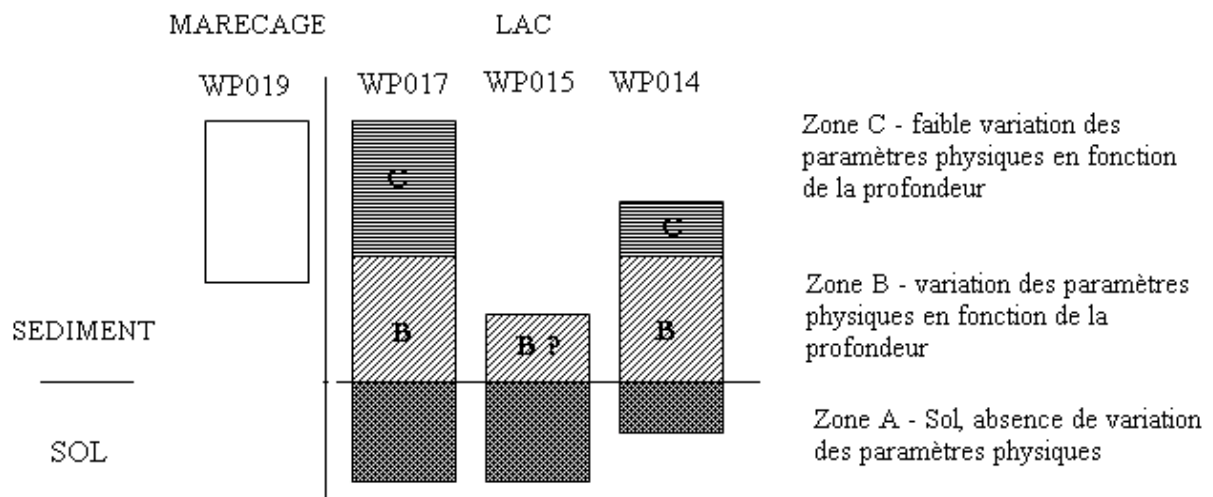 MARECAGE LAC
WP019 WP017 WP015 WP014
Zone C - faible variation des
paramètres physiques en fonction
de la profondeur
C
C
Zone B - variation des paramètres
physiques en fonction de la
profondeur
SEDIMENT
B B ? B
Zone A - Sol, absence de variation
des paramètres physiques
SOL